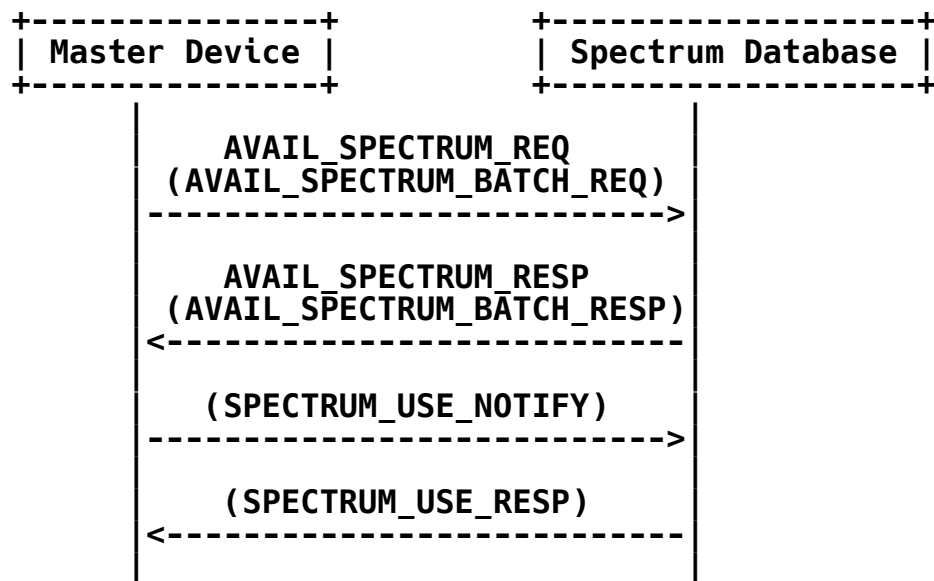 Master Device
Spectrum Database
AVAIL_SPECTRUM_REQ
(AVAIL_SPECTRUM_BATCH_REQ)
AVAIL_SPECTRUM_RESP
(AVAIL_SPECTRUM_BATCH_RESP)
(SPECTRUM_USE_NOTIFY)
(SPECTRUM_USE_RESP)